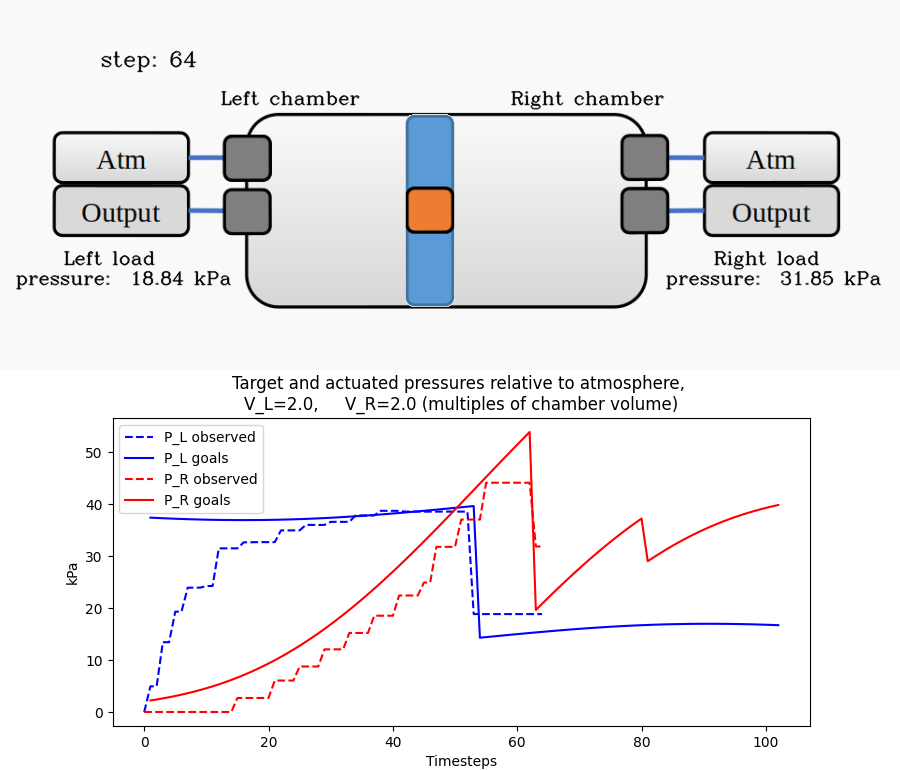 step: 64
Left chamber
Right chamber
Atm
Atm
Output
Output
Left load
pressure: 18.84 kPa
Right load
pressure: 31.85 kPa
Target and actuated pressures relative to atmosphere,
V_L=2.0, V_R=2.0 (multiples of chamber volume)
P_L observed
P_L goals
P_R observed
P_R goals
50
40
30
20
10
0
kPa
0 20 40 60 80 100
Timesteps